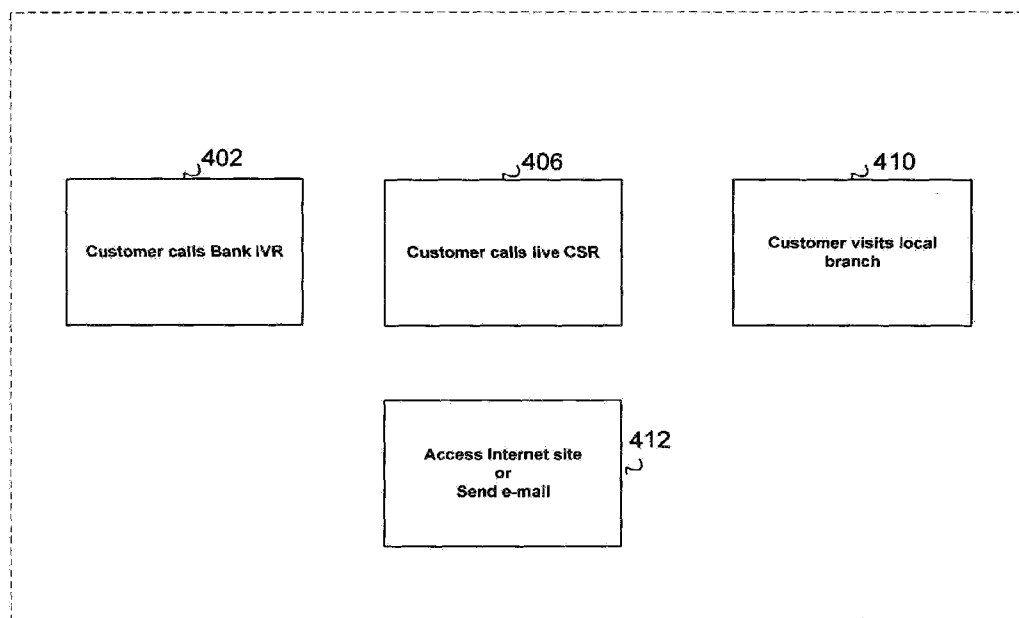 402
Customer calls Bank IVR
406
Customer calls live CSR
410
Customer visits local
branch
412
Access Internet site
or
Send e-mail